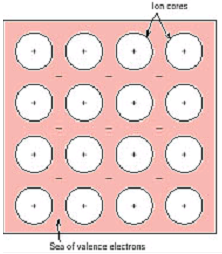 Ion cores
+ + + +
− − −
+ + + +
− − −
+ + + +
− − −
+ + + +
Sea of valence electrons